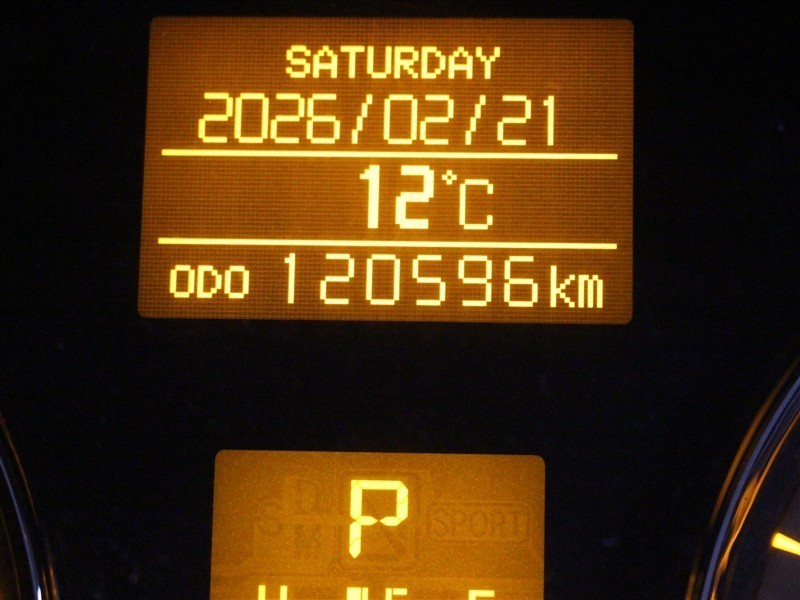 SATURDAY
2026/02/21
12°C
ODO 120596km
P
SPORT